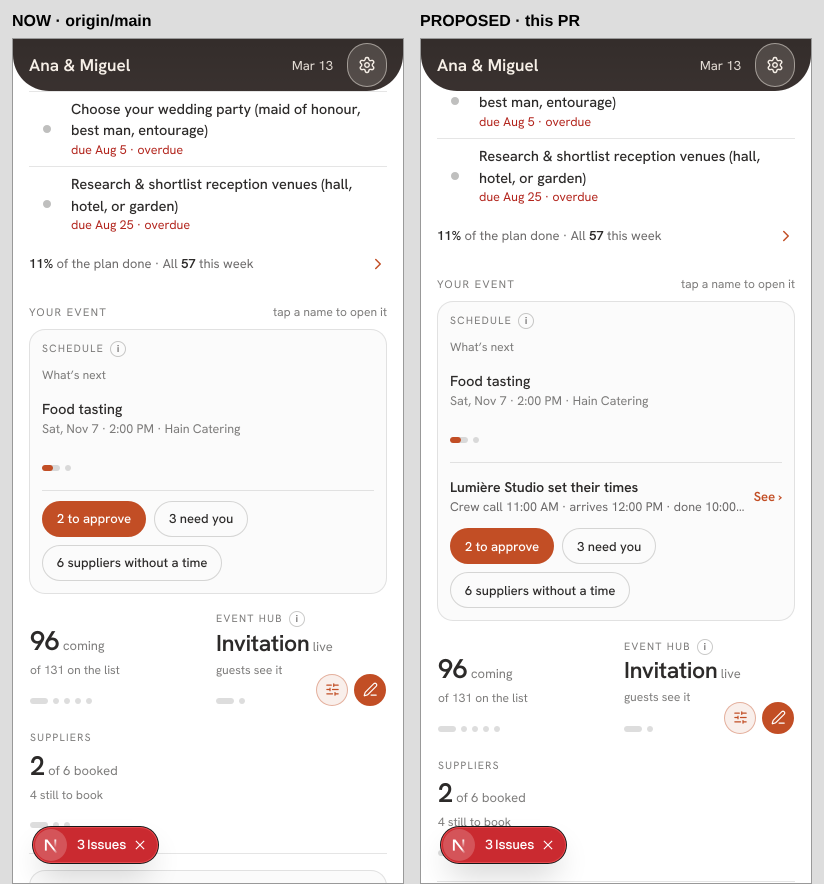 NOW · origin/main
Ana & Miguel
Mar 13
Choose your wedding party (maid of honour,
best man, entourage)
due Aug 5 · overdue
Research & shortlist reception venues (hall,
hotel, or garden)
due Aug 25 · overdue
11% of the plan done · All 57 this week
YOUR EVENT
tap a name to open it
SCHEDULE i
What's next
Food tasting
Sat, Nov 7 · 2:00 PM · Hain Catering
2 to approve
3 need you
6 suppliers without a time
96 coming
of 131 on the list
EVENT HUB i
Invitation live
guests see it
SUPPLIERS
2 of 6 booked
4 still to book
N 3 Issues
PROPOSED · this PR
Ana & Miguel
Mar 13
best man, entourage)
due Aug 5 · overdue
Research & shortlist reception venues (hall,
hotel, or garden)
due Aug 25 · overdue
11% of the plan done · All 57 this week
YOUR EVENT
tap a name to open it
SCHEDULE i
What's next
Food tasting
Sat, Nov 7 · 2:00 PM · Hain Catering
Lumière Studio set their times
Crew call 11:00 AM · arrives 12:00 PM · done 10:00...
See ›
2 to approve
3 need you
6 suppliers without a time
96 coming
of 131 on the list
EVENT HUB i
Invitation live
guests see it
SUPPLIERS
2 of 6 booked
4 still to book
N 3 Issues